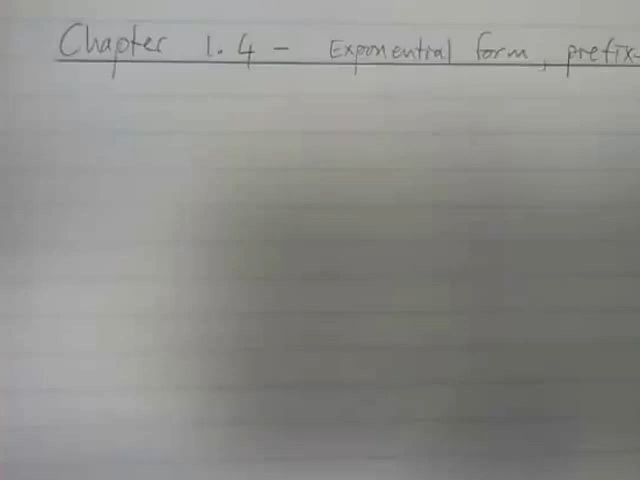 Chapter 1.4 - Exponential form, prefix-